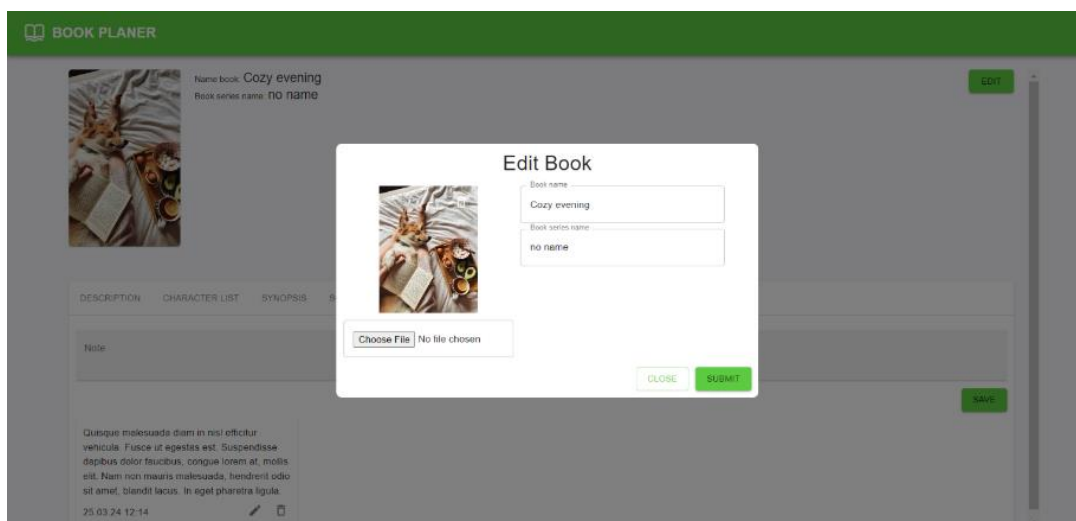 BOOK PLANER
Name book: Cozy evening
Book series name: no name
EDIT
Edit Book
Book name
Cozy evening
Book series name
no name
Choose File No file chosen
CLOSE SUBMIT
DESCRIPTION CHARACTER LIST SYNOPSIS
Note
SAVE
Quisque malesuada diam in nisl efficitur
vehicula. Fusce ut egestas est. Suspendisse
dapibus dolor faucibus, congue lorem at, mollis
elit. Nam non mauris malesuada, hendrerit odio
sit amet, blandit lacus. In eget pharetra ligula.
25.03.24 12:14